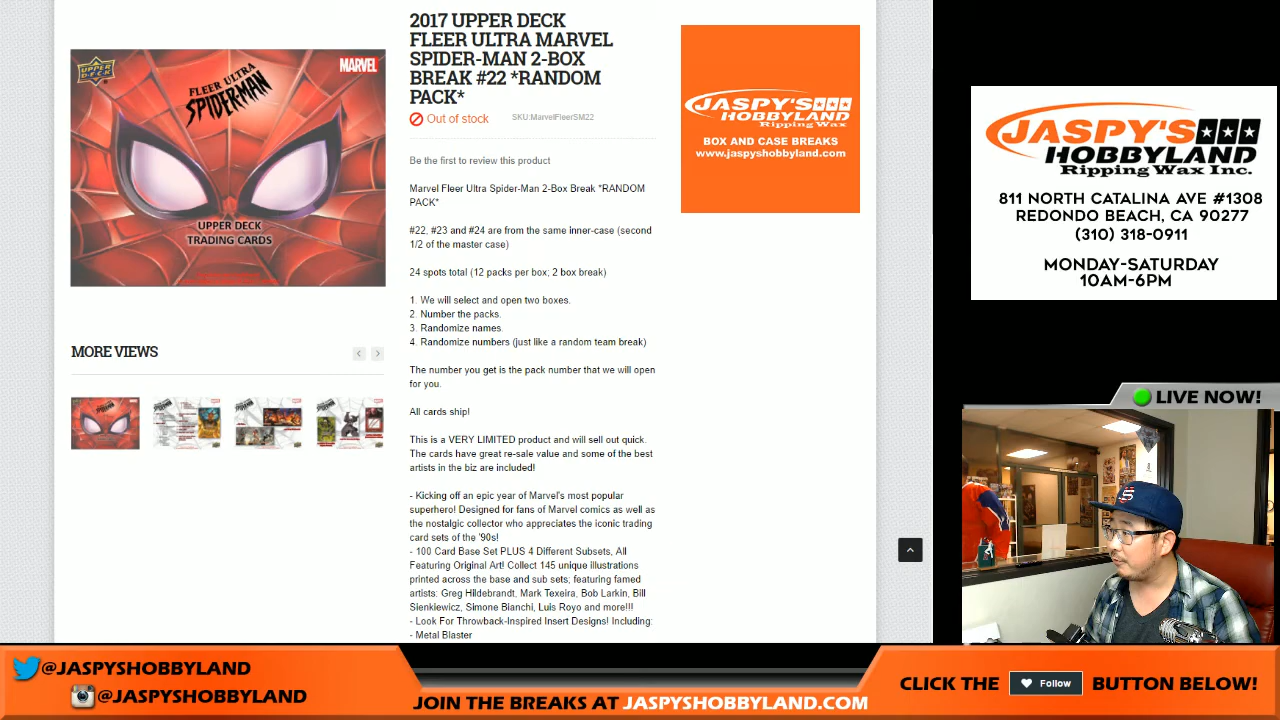 2017 UPPER DECK
FLEER ULTRA MARVEL
SPIDER-MAN 2-BOX
BREAK #22 *RANDOM
PACK*
Out of stock
SKU:MarvelFleerSM22
Be the first to review this product
Marvel Fleer Ultra Spider-Man 2-Box Break *RANDOM
PACK*
#22, #23 and #24 are from the same inner-case (second
1/2 of the master case)
24 spots total (12 packs per box; 2 box break)
1. We will select and open two boxes.
2. Number the packs.
3. Randomize names.
4. Randomize numbers (just like a random team break)
The number you get is the pack number that we will open
for you.
All cards ship!
This is a VERY LIMITED product and will sell out quick.
The cards have great re-sale value and some of the best
artists in the biz are included!
- Kicking off an epic year of Marvel's most popular
superhero! Designed for fans of Marvel comics as well as
the nostalgic collector who appreciates the iconic trading
card sets of the '90s!
- 100 Card Base Set PLUS 4 Different Subsets, All
Featuring Original Art! Collect 145 unique illustrations
printed across the base and sub sets; featuring famed
artists: Greg Hildebrandt, Mark Texeira, Bob Larkin, Bill
Sienkiewicz, Simone Bianchi, Luis Royo and more!!!
- Look For Throwback-Inspired Insert Designs! Including:
- Metal Blaster
UPPER DECK
MARVEL
FLEER ULTRA
SPIDER-MAN
UPPER DECK
TRADING CARDS
MORE VIEWS
JASPY'S
HOBBYLAND
Ripping Wax
BOX AND CASE BREAKS
www.jaspyshobbyland.com
JASPY'S
HOBBYLAND
Ripping Wax Inc.
811 NORTH CATALINA AVE #1308
REDONDO BEACH, CA 90277
(310) 318-0911
MONDAY-SATURDAY
10AM-6PM
LIVE NOW!
@JASPYSHOBBYLAND
@JASPYSHOBBYLAND
JOIN THE BREAKS AT JASPYSHOBBYLAND.COM
CLICK THE Follow BUTTON BELOW!